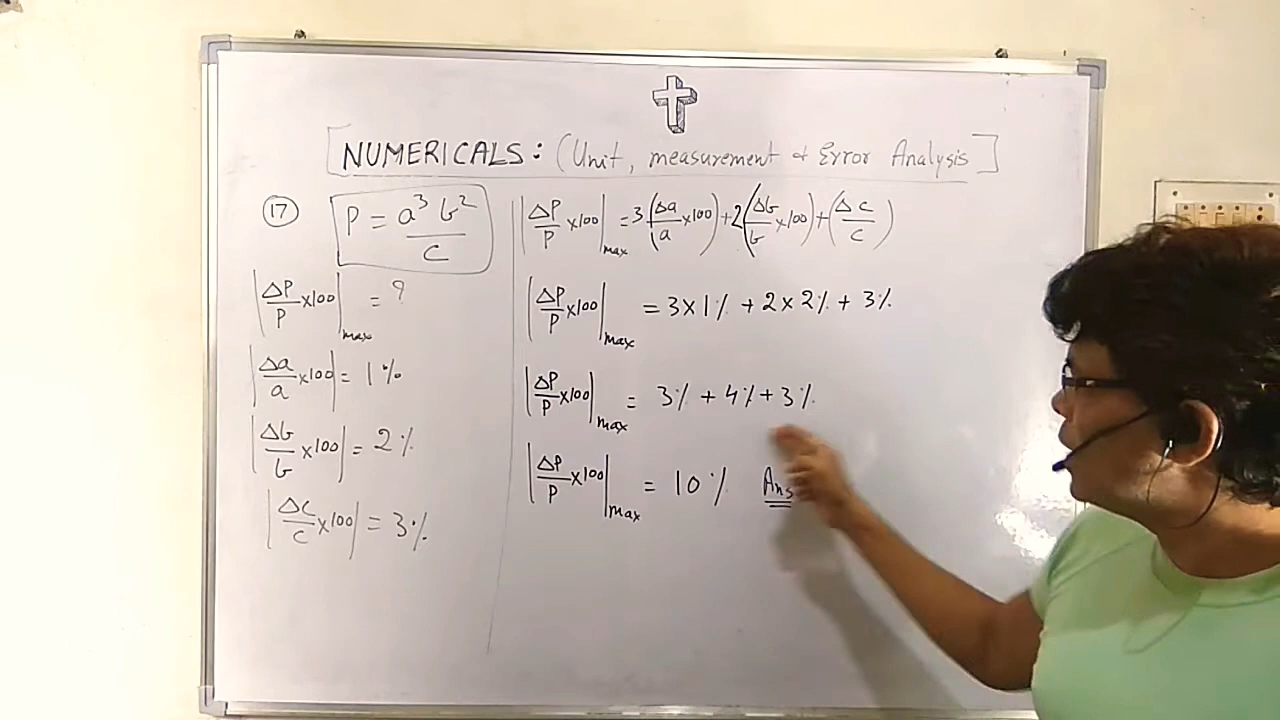 [NUMERICALS: (Unit, measurement & Error Analysis]
17
P = a³ b² / c
|ΔP/P x100|max = ?
|Δa/a x100| = 1%
|Δb/b x100| = 2%
|Δc/c x100| = 3%
|ΔP/P x100|max = 3(Δa/a x100) + 2(Δb/b x100) + (Δc/c)
|ΔP/P x100|max = 3 x 1% + 2 x 2% + 3%
|ΔP/P x100|max = 3% + 4% + 3%
|ΔP/P x100|max = 10% Ans